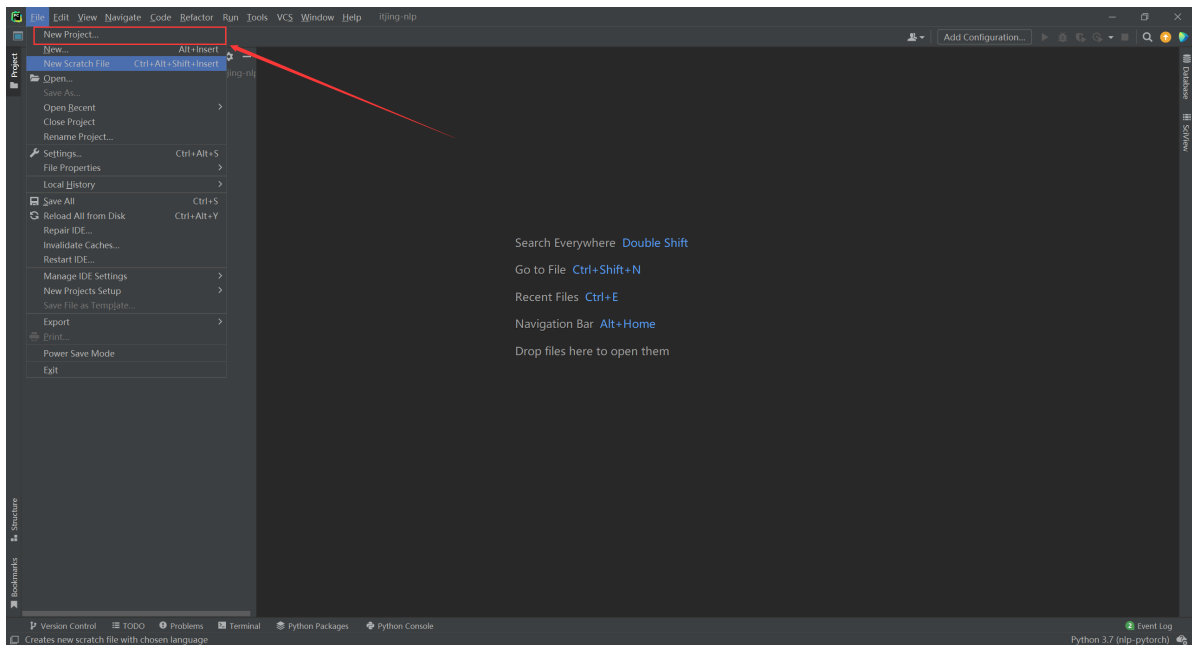 File Edit View Navigate Code Refactor Run Tools VCS Window Help itjing-nlp
Add Configuration...
New Project...
New... Alt+Insert
New Scratch File Ctrl+Alt+Shift+Insert
jing-nlp
Open...
Save As...
Open Recent
Close Project
Rename Project...
Settings... Ctrl+Alt+S
File Properties
Local History
Save All Ctrl+S
Reload All from Disk Ctrl+Alt+Y
Repair IDE...
Invalidate Caches...
Restart IDE...
Manage IDE Settings
New Projects Setup
Save File as Template...
Export
Print...
Power Save Mode
Exit
Project
Structure
Bookmarks
Search Everywhere Double Shift
Go to File Ctrl+Shift+N
Recent Files Ctrl+E
Navigation Bar Alt+Home
Drop files here to open them
Database
SciView
Version Control TODO Problems Terminal Python Packages Python Console
2 Event Log
Creates new scratch file with chosen language
Python 3.7 (nlp-pytorch)